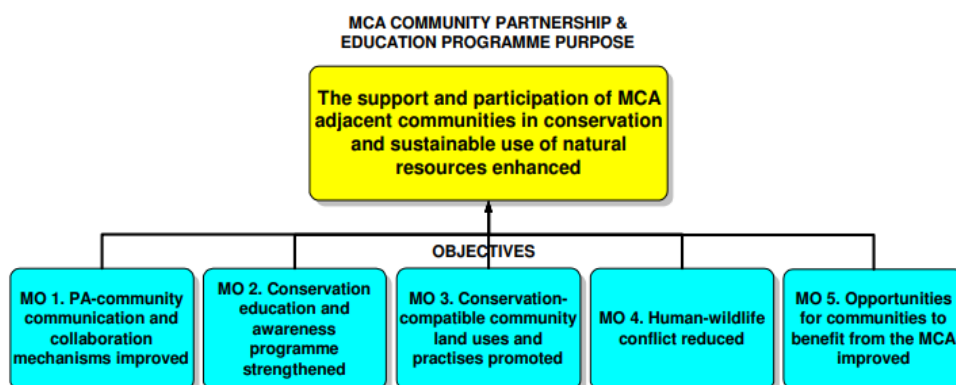 MCA COMMUNITY PARTNERSHIP &
EDUCATION PROGRAMME PURPOSE
The support and participation of MCA
adjacent communities in conservation
and sustainable use of natural
resources enhanced
OBJECTIVES
MO 1. PA-community
communication and
collaboration
mechanisms improved
MO 2. Conservation
education and
awareness
programme
strengthened
MO 3. Conservation-
compatible community
land uses and
practises promoted
MO 4. Human-wildlife
conflict reduced
MO 5. Opportunities
for communities to
benefit from the MCA
improved